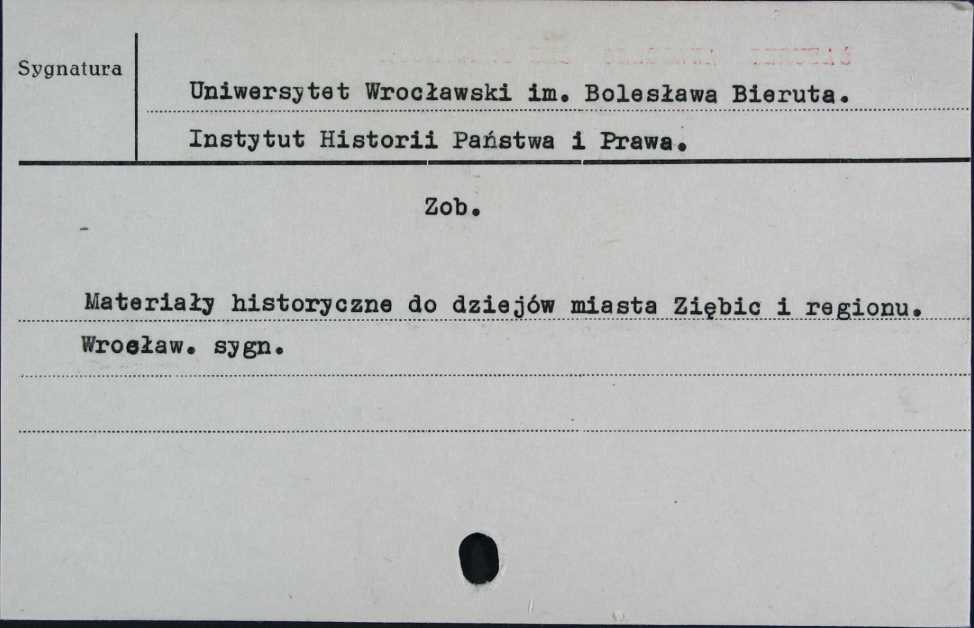 Sygnatura
Uniwersytet Wrocławski im. Bolesława Bieruta.
Instytut Historii Państwa i Prawa.
Zob.
Materiały historyczne do dziejów miasta Ziębic i regionu.
Wrocław. sygn.